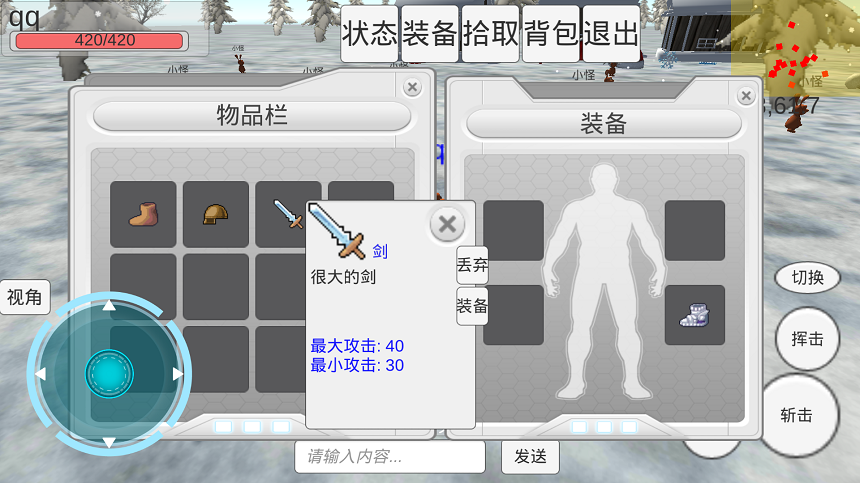 qq
420/420
状态 装备 拾取 背包 退出
小怪
小怪
小怪
小怪
小怪
物品栏
装备
剑
很大的剑
最大攻击: 40
最小攻击: 30
丢弃
装备
视角
切换
挥击
斩击
请输入内容...
发送